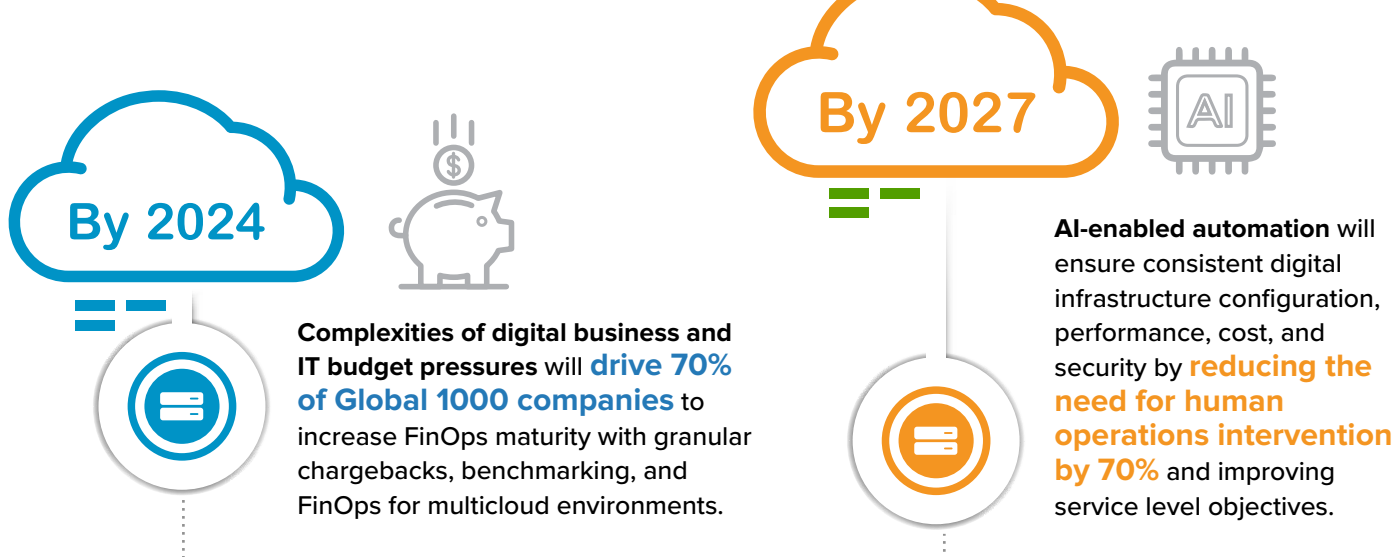 By 2024
$
Complexities of digital business and
IT budget pressures will drive 70%
of Global 1000 companies to
increase FinOps maturity with granular
chargebacks, benchmarking, and
FinOps for multicloud environments.
By 2027
AI
AI-enabled automation will
ensure consistent digital
infrastructure configuration,
performance, cost, and
security by reducing the
need for human
operations intervention
by 70% and improving
service level objectives.